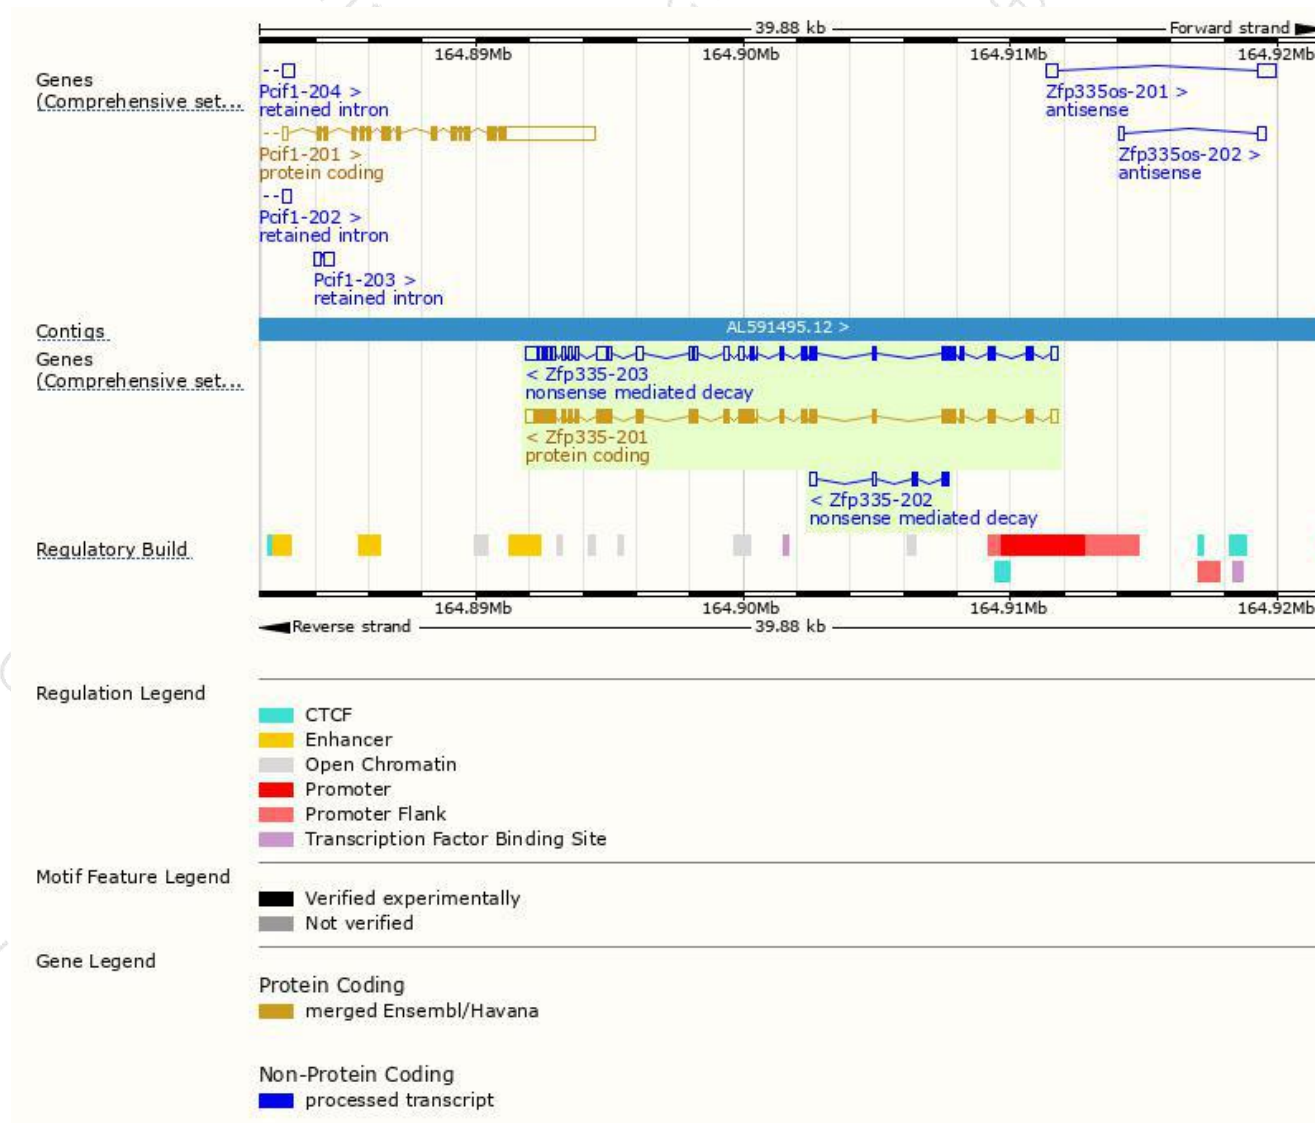 39.88 kb Forward strand
164.89Mb 164.90Mb 164.91Mb 164.92Mb
Genes
(Comprehensive set...
Pcif1-204 >
retained intron
Zfp335os-201 >
antisense
Pcif1-201 >
protein coding
Zfp335os-202 >
antisense
Pcif1-202 >
retained intron
Pcif1-203 >
retained intron
Contigs
AL591495.12 >
Genes
(Comprehensive set...
< Zfp335-203
nonsense mediated decay
< Zfp335-201
protein coding
< Zfp335-202
nonsense mediated decay
Regulatory Build
164.89Mb 164.90Mb 164.91Mb 164.92Mb
Reverse strand 39.88 kb
Regulation Legend
CTCF
Enhancer
Open Chromatin
Promoter
Promoter Flank
Transcription Factor Binding Site
Motif Feature Legend
Verified experimentally
Not verified
Gene Legend
Protein Coding
merged Ensembl/Havana
Non-Protein Coding
processed transcript